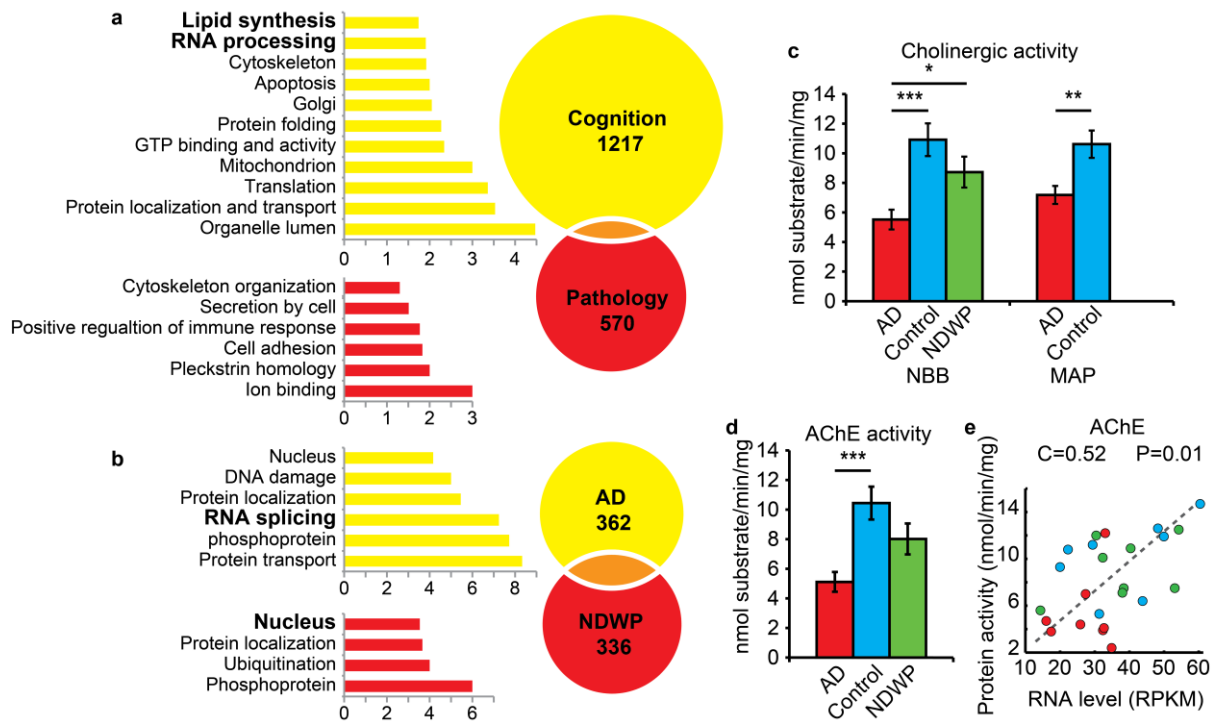 a
Lipid synthesis
RNA processing
Cytoskeleton
Apoptosis
Golgi
Protein folding
GTP binding and activity
Mitochondrion
Translation
Protein localization and transport
Organelle lumen
0 1 2 3 4
Cognition
1217
Cytoskeleton organization
Secretion by cell
Positive regualtion of immune response
Cell adhesion
Pleckstrin homology
Ion binding
0 1 2 3
Pathology
570
b
Nucleus
DNA damage
Protein localization
RNA splicing
phosphoprotein
Protein transport
0 2 4 6 8
AD
362
Nucleus
Protein localization
Ubiquitination
Phosphoprotein
0 2 4 6
NDWP
336
c
Cholinergic activity
nmol substrate/min/mg
14
12
10
8
6
4
2
0
*
***
**
AD
Control
NDWP
AD
Control
NBB MAP
d
AChE activity
nmol substrate/min/mg
14
12
10
8
6
4
2
0
***
AD
Control
NDWP
e
AChE
C=0.52 P=0.01
Protein activity (nmol/min/mg)
14
10
6
2
10 20 30 40 50 60
RNA level (RPKM)